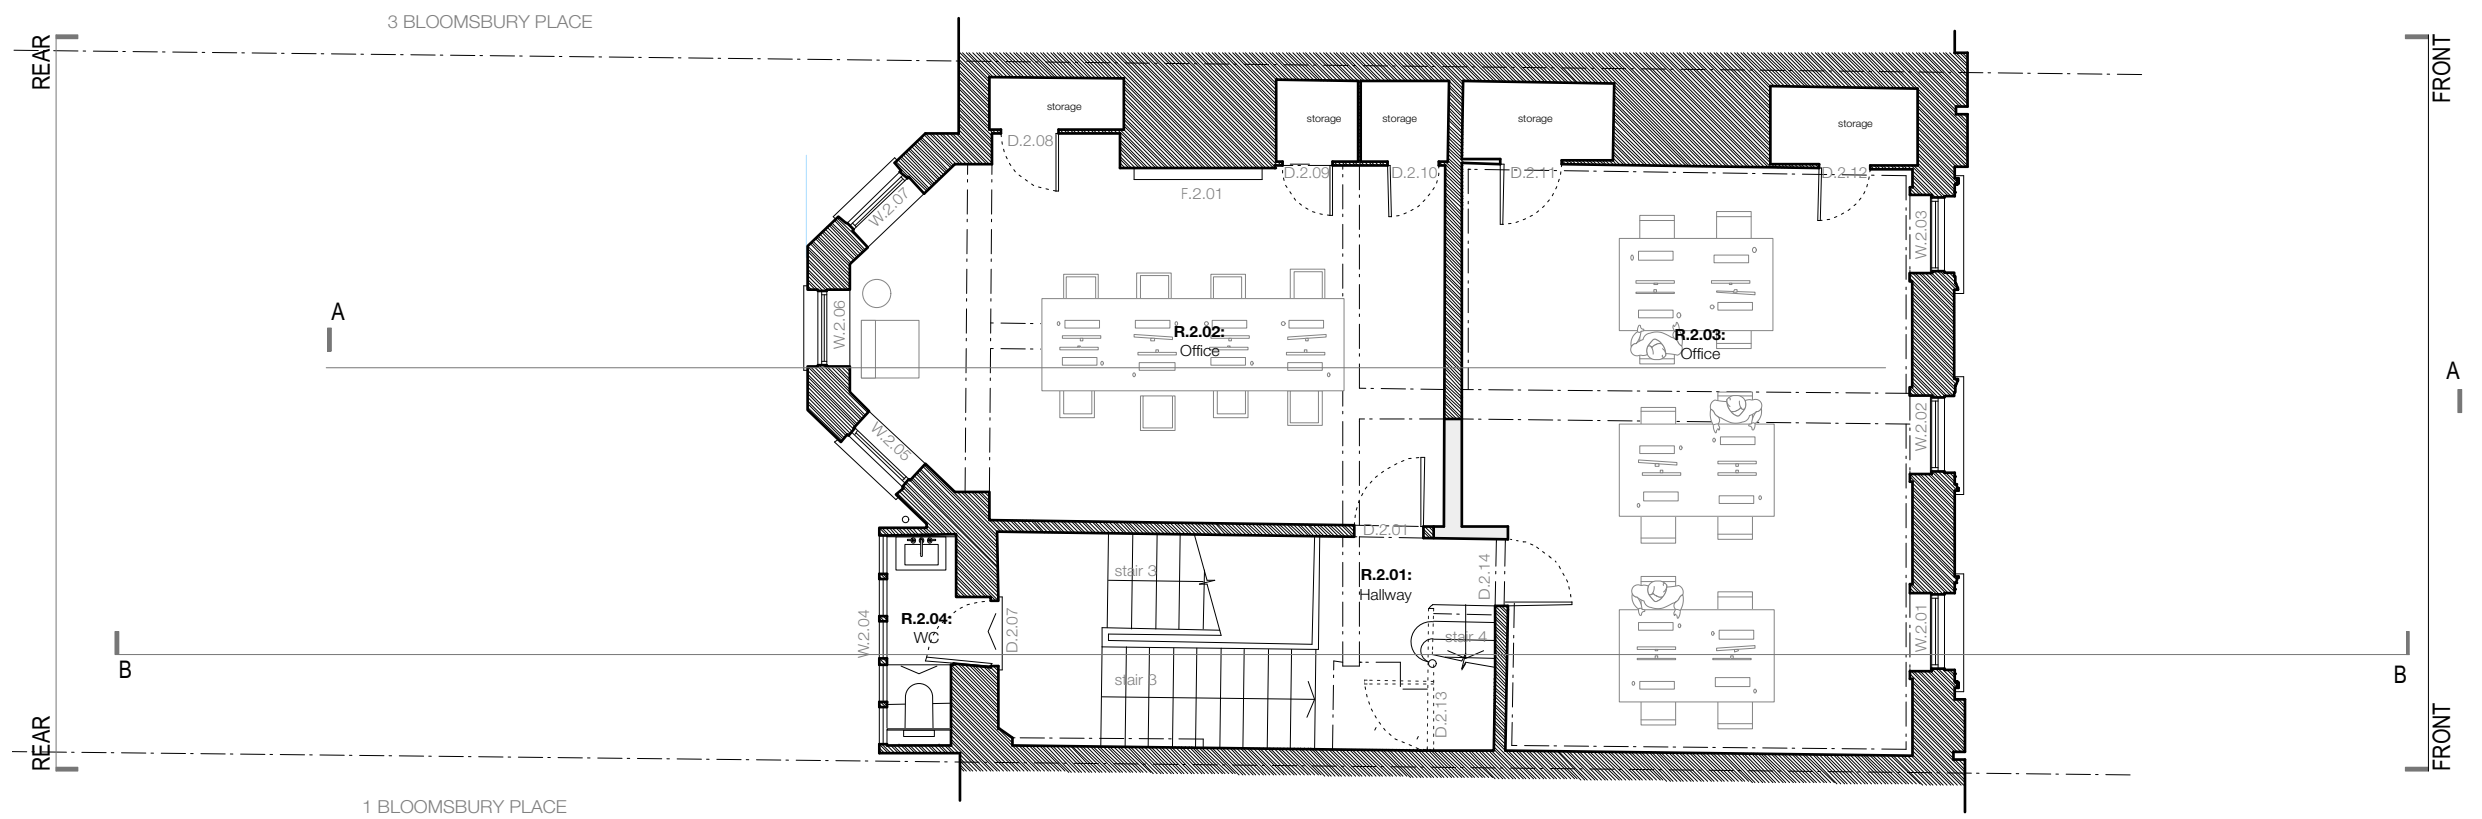 3 BLOOMSBURY PLACE
REAR
FRONT
storage
storage
storage
storage
storage
D.2.08
D.2.09
D.2.10
D.2.11
D.2.12
F.2.01
W.2.07
W.2.03
A
W.2.06
R.2.02:
Office
R.2.03:
Office
A
W.2.05
W.2.02
D.2.01
stair 3
R.2.01:
Hallway
D.2.14
R.2.04:
WC
W.2.04
D.2.07
stair 4
W.2.01
B
B
stair 3
D.2.13
REAR
FRONT
1 BLOOMSBURY PLACE